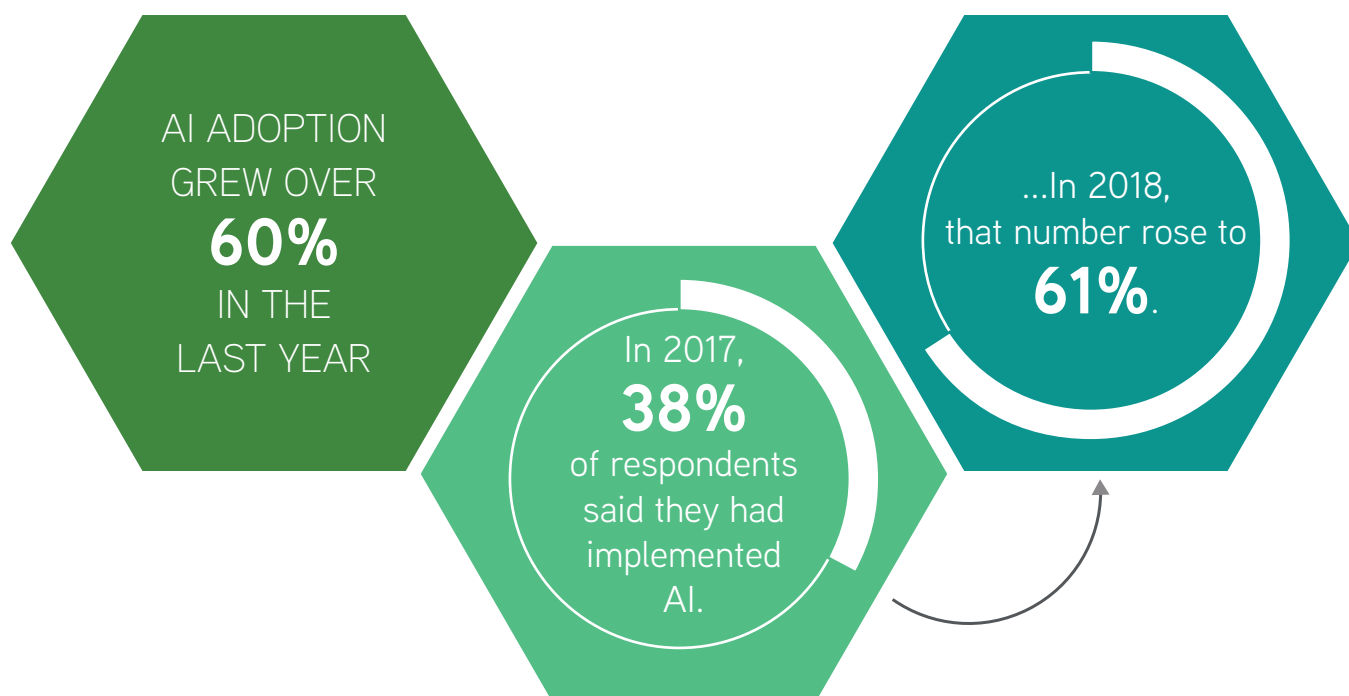 AI ADOPTION
GREW OVER
60%
IN THE
LAST YEAR
In 2017,
38%
of respondents
said they had
implemented
AI.
...In 2018,
that number rose to
61%.